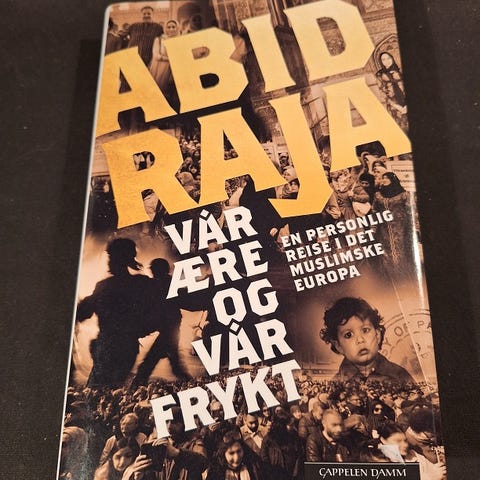 ABID
RAJA
VÅR
ÆRE
OG
VÅR
FRYKT
EN PERSONLIG
REISE I DET
MUSLIMSKE
EUROPA
CAPPELEN DAMM